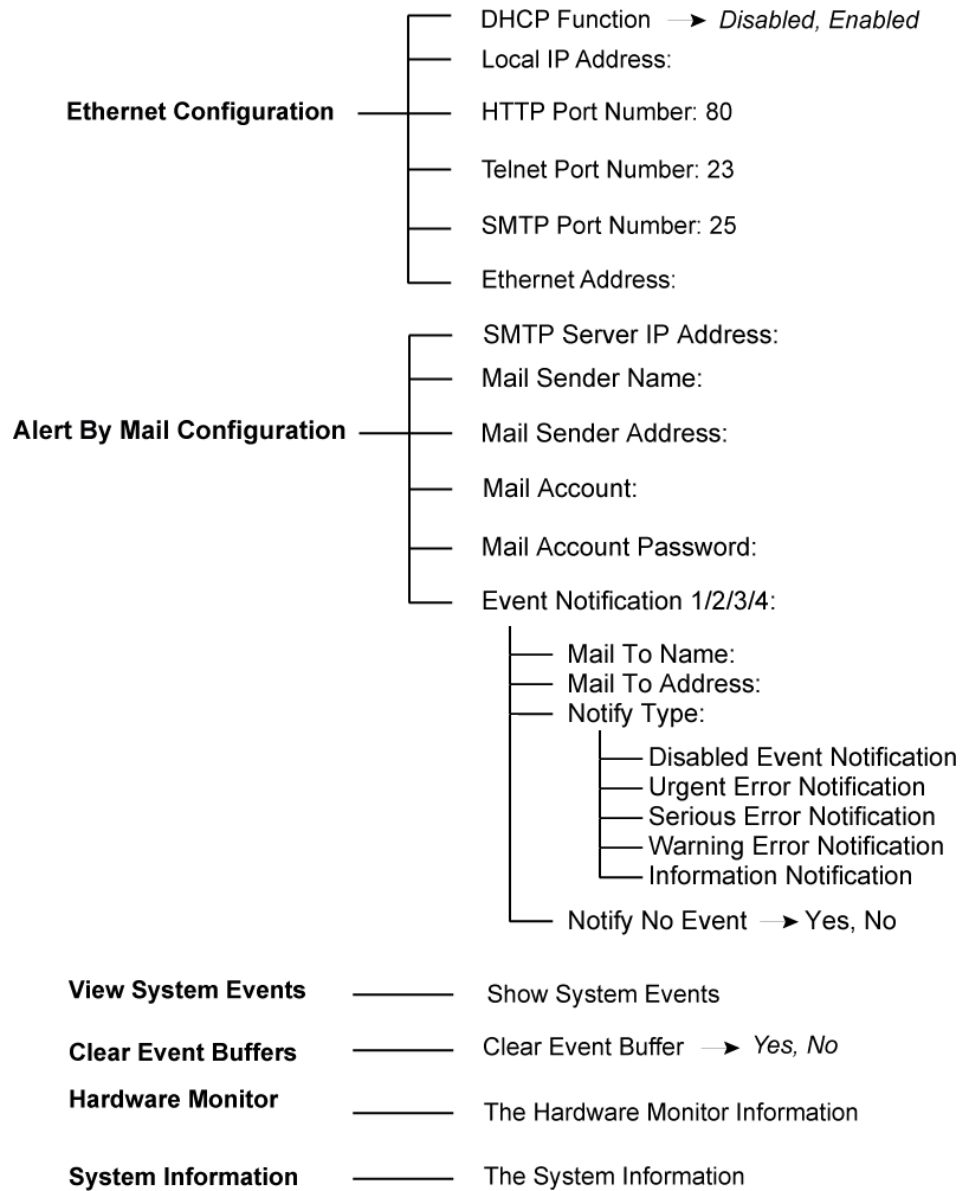 DHCP Function → Disabled, Enabled
Local IP Address:
Ethernet Configuration
HTTP Port Number: 80
Telnet Port Number: 23
SMTP Port Number: 25
Ethernet Address:
SMTP Server IP Address:
Mail Sender Name:
Alert By Mail Configuration
Mail Sender Address:
Mail Account:
Mail Account Password:
Event Notification 1/2/3/4:
Mail To Name:
Mail To Address:
Notify Type:
Disabled Event Notification
Urgent Error Notification
Serious Error Notification
Warning Error Notification
Information Notification
Notify No Event → Yes, No
View System Events
Show System Events
Clear Event Buffers
Clear Event Buffer → Yes, No
Hardware Monitor
The Hardware Monitor Information
System Information
The System Information